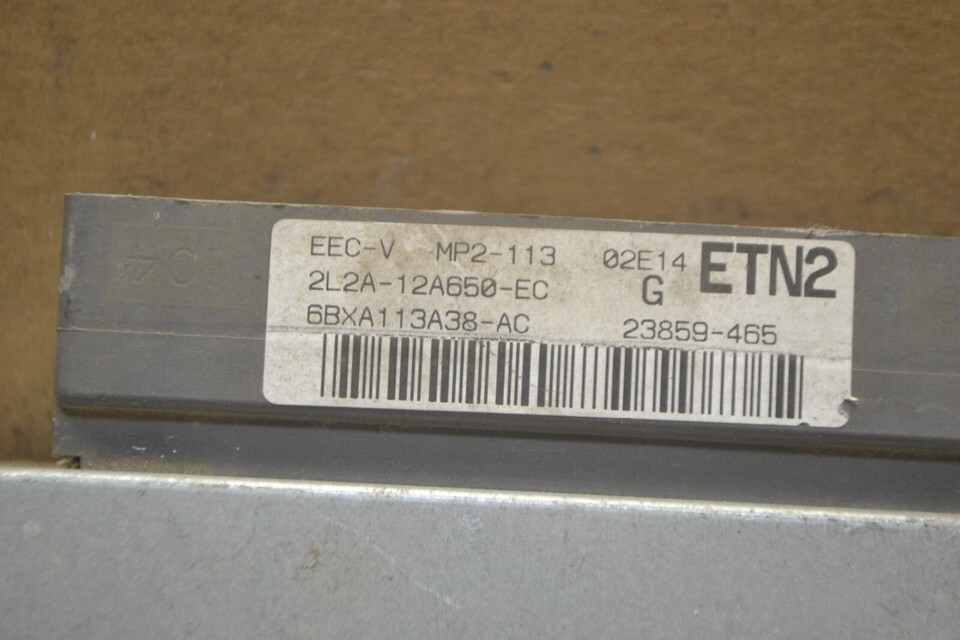 EEC-V MP2-113 02E14 ETN2
2L2A-12A650-EC G
6BXA113A38-AC 23859-465